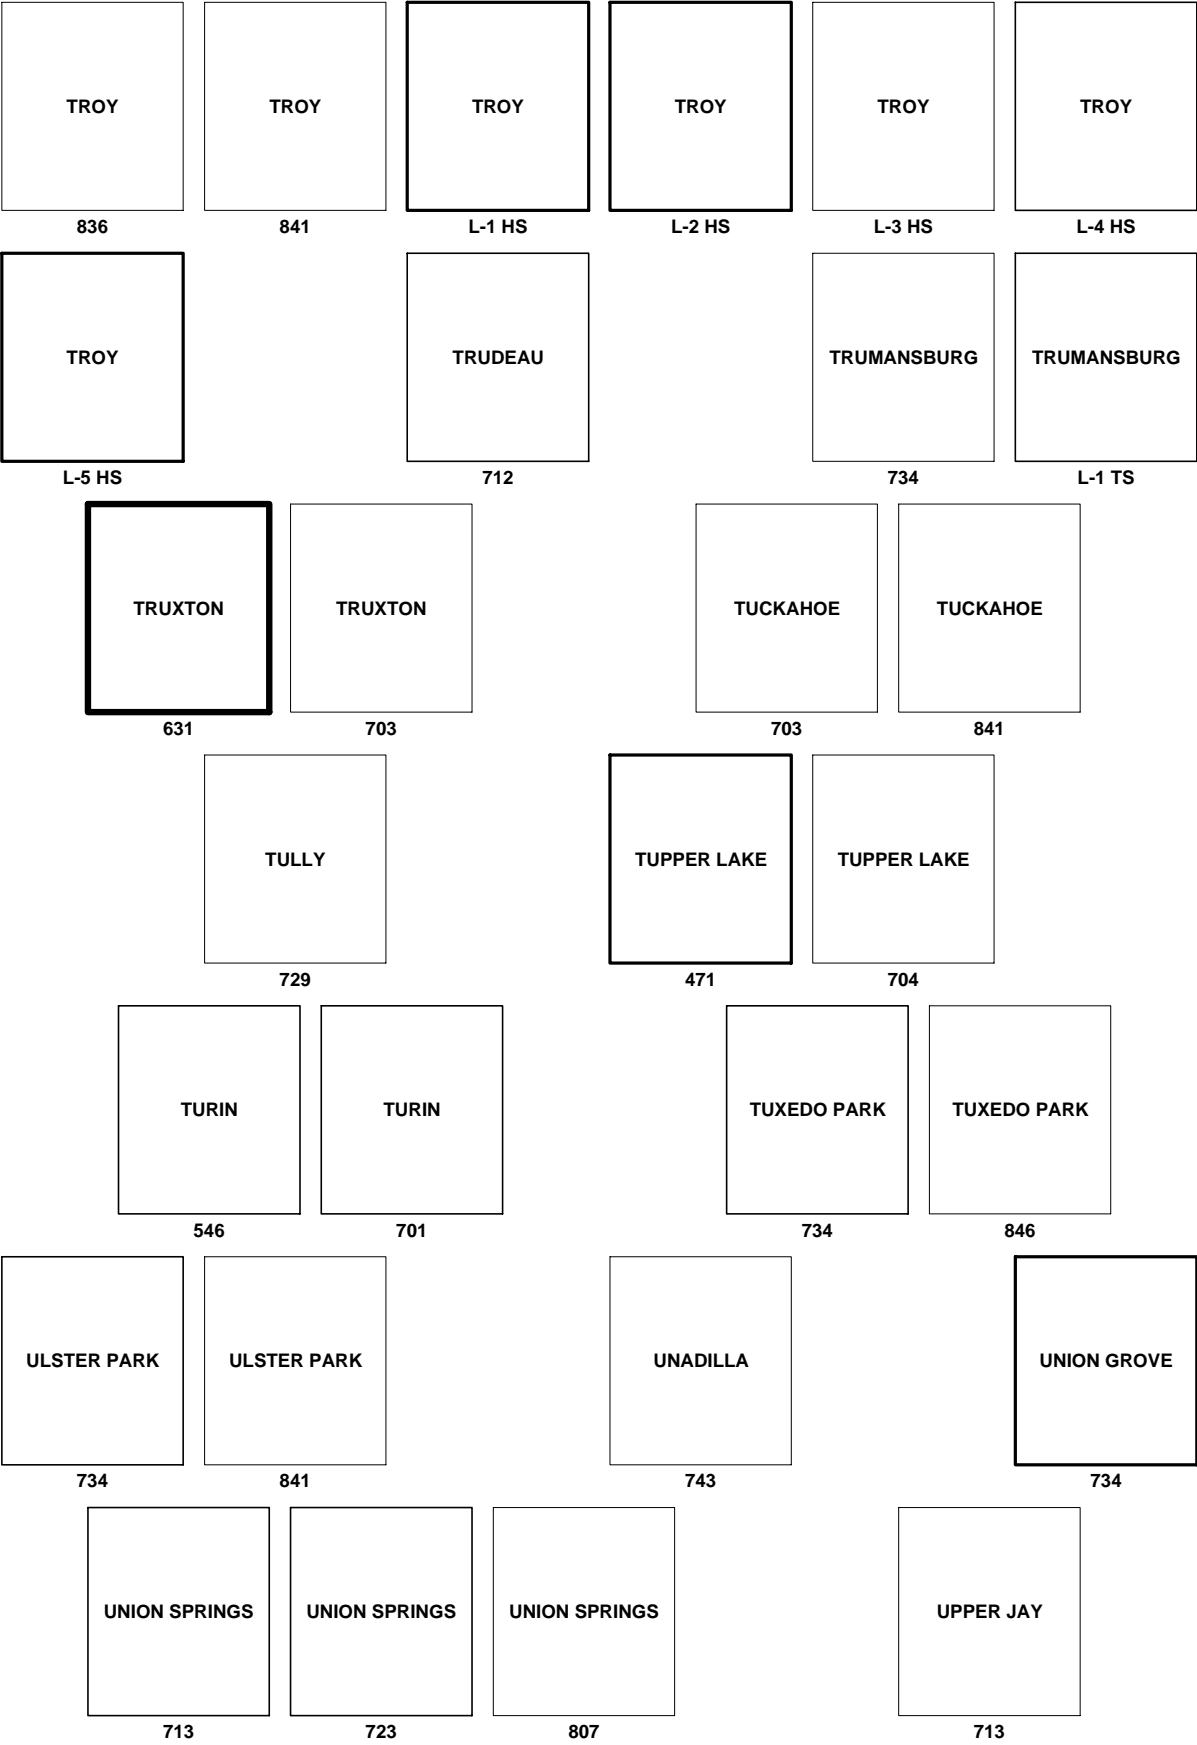 TROY TROY TROY TROY TROY TROY
836 841 L-1 HS L-2 HS L-3 HS L-4 HS
TROY TRUDEAU TRUMANSBURG TRUMANSBURG
L-5 HS 712 734 L-1 TS
TRUXTON TRUXTON TUCKAHOE TUCKAHOE
631 703 703 841
TULLY TUPPER LAKE TUPPER LAKE
729 471 704
TURIN TURIN TUXEDO PARK TUXEDO PARK
546 701 734 846
ULSTER PARK ULSTER PARK UNADILLA UNION GROVE
734 841 743 734
UNION SPRINGS UNION SPRINGS UNION SPRINGS UPPER JAY
713 723 807 713